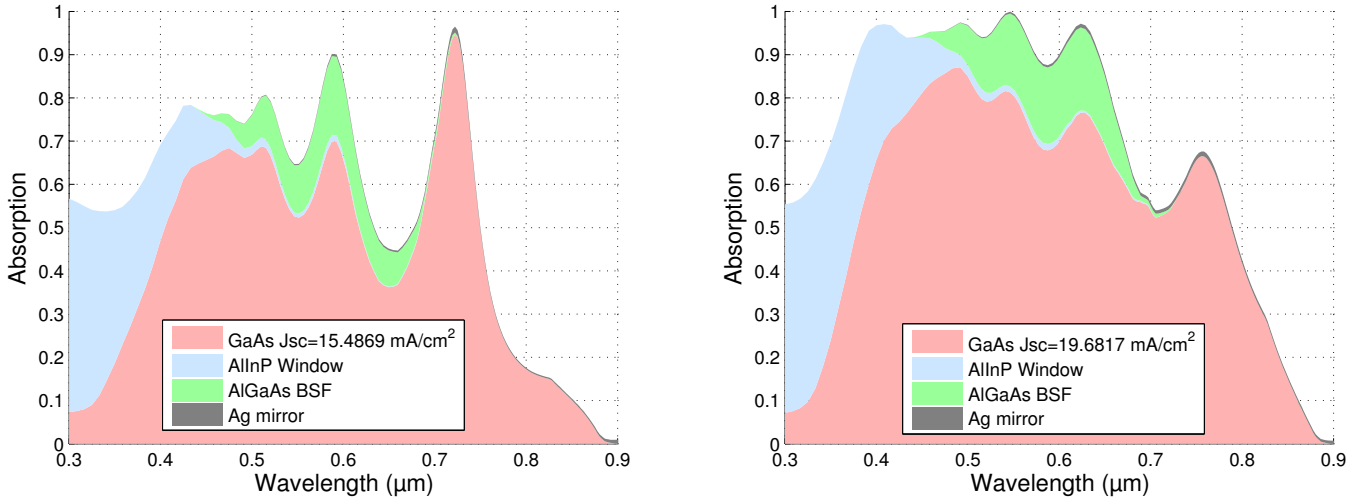 1
0.9
0.8
0.7
0.6
0.5
0.4
0.3
0.2
0.1
0
Absorption
GaAs Jsc=15.4869 mA/cm²
AlInP Window
AlGaAs BSF
Ag mirror
0.3 0.4 0.5 0.6 0.7 0.8 0.9
Wavelength (µm)
1
0.9
0.8
0.7
0.6
0.5
0.4
0.3
0.2
0.1
0
Absorption
GaAs Jsc=19.6817 mA/cm²
AlInP Window
AlGaAs BSF
Ag mirror
0.3 0.4 0.5 0.6 0.7 0.8 0.9
Wavelength (µm)